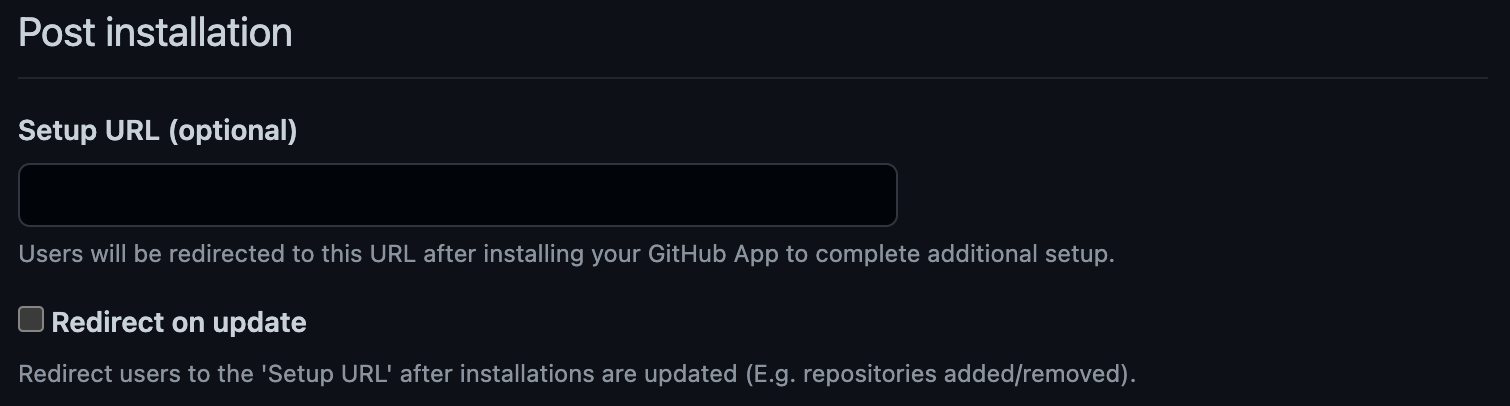 Post installation
Setup URL (optional)
Users will be redirected to this URL after installing your GitHub App to complete additional setup.
Redirect on update
Redirect users to the 'Setup URL' after installations are updated (E.g. repositories added/removed).